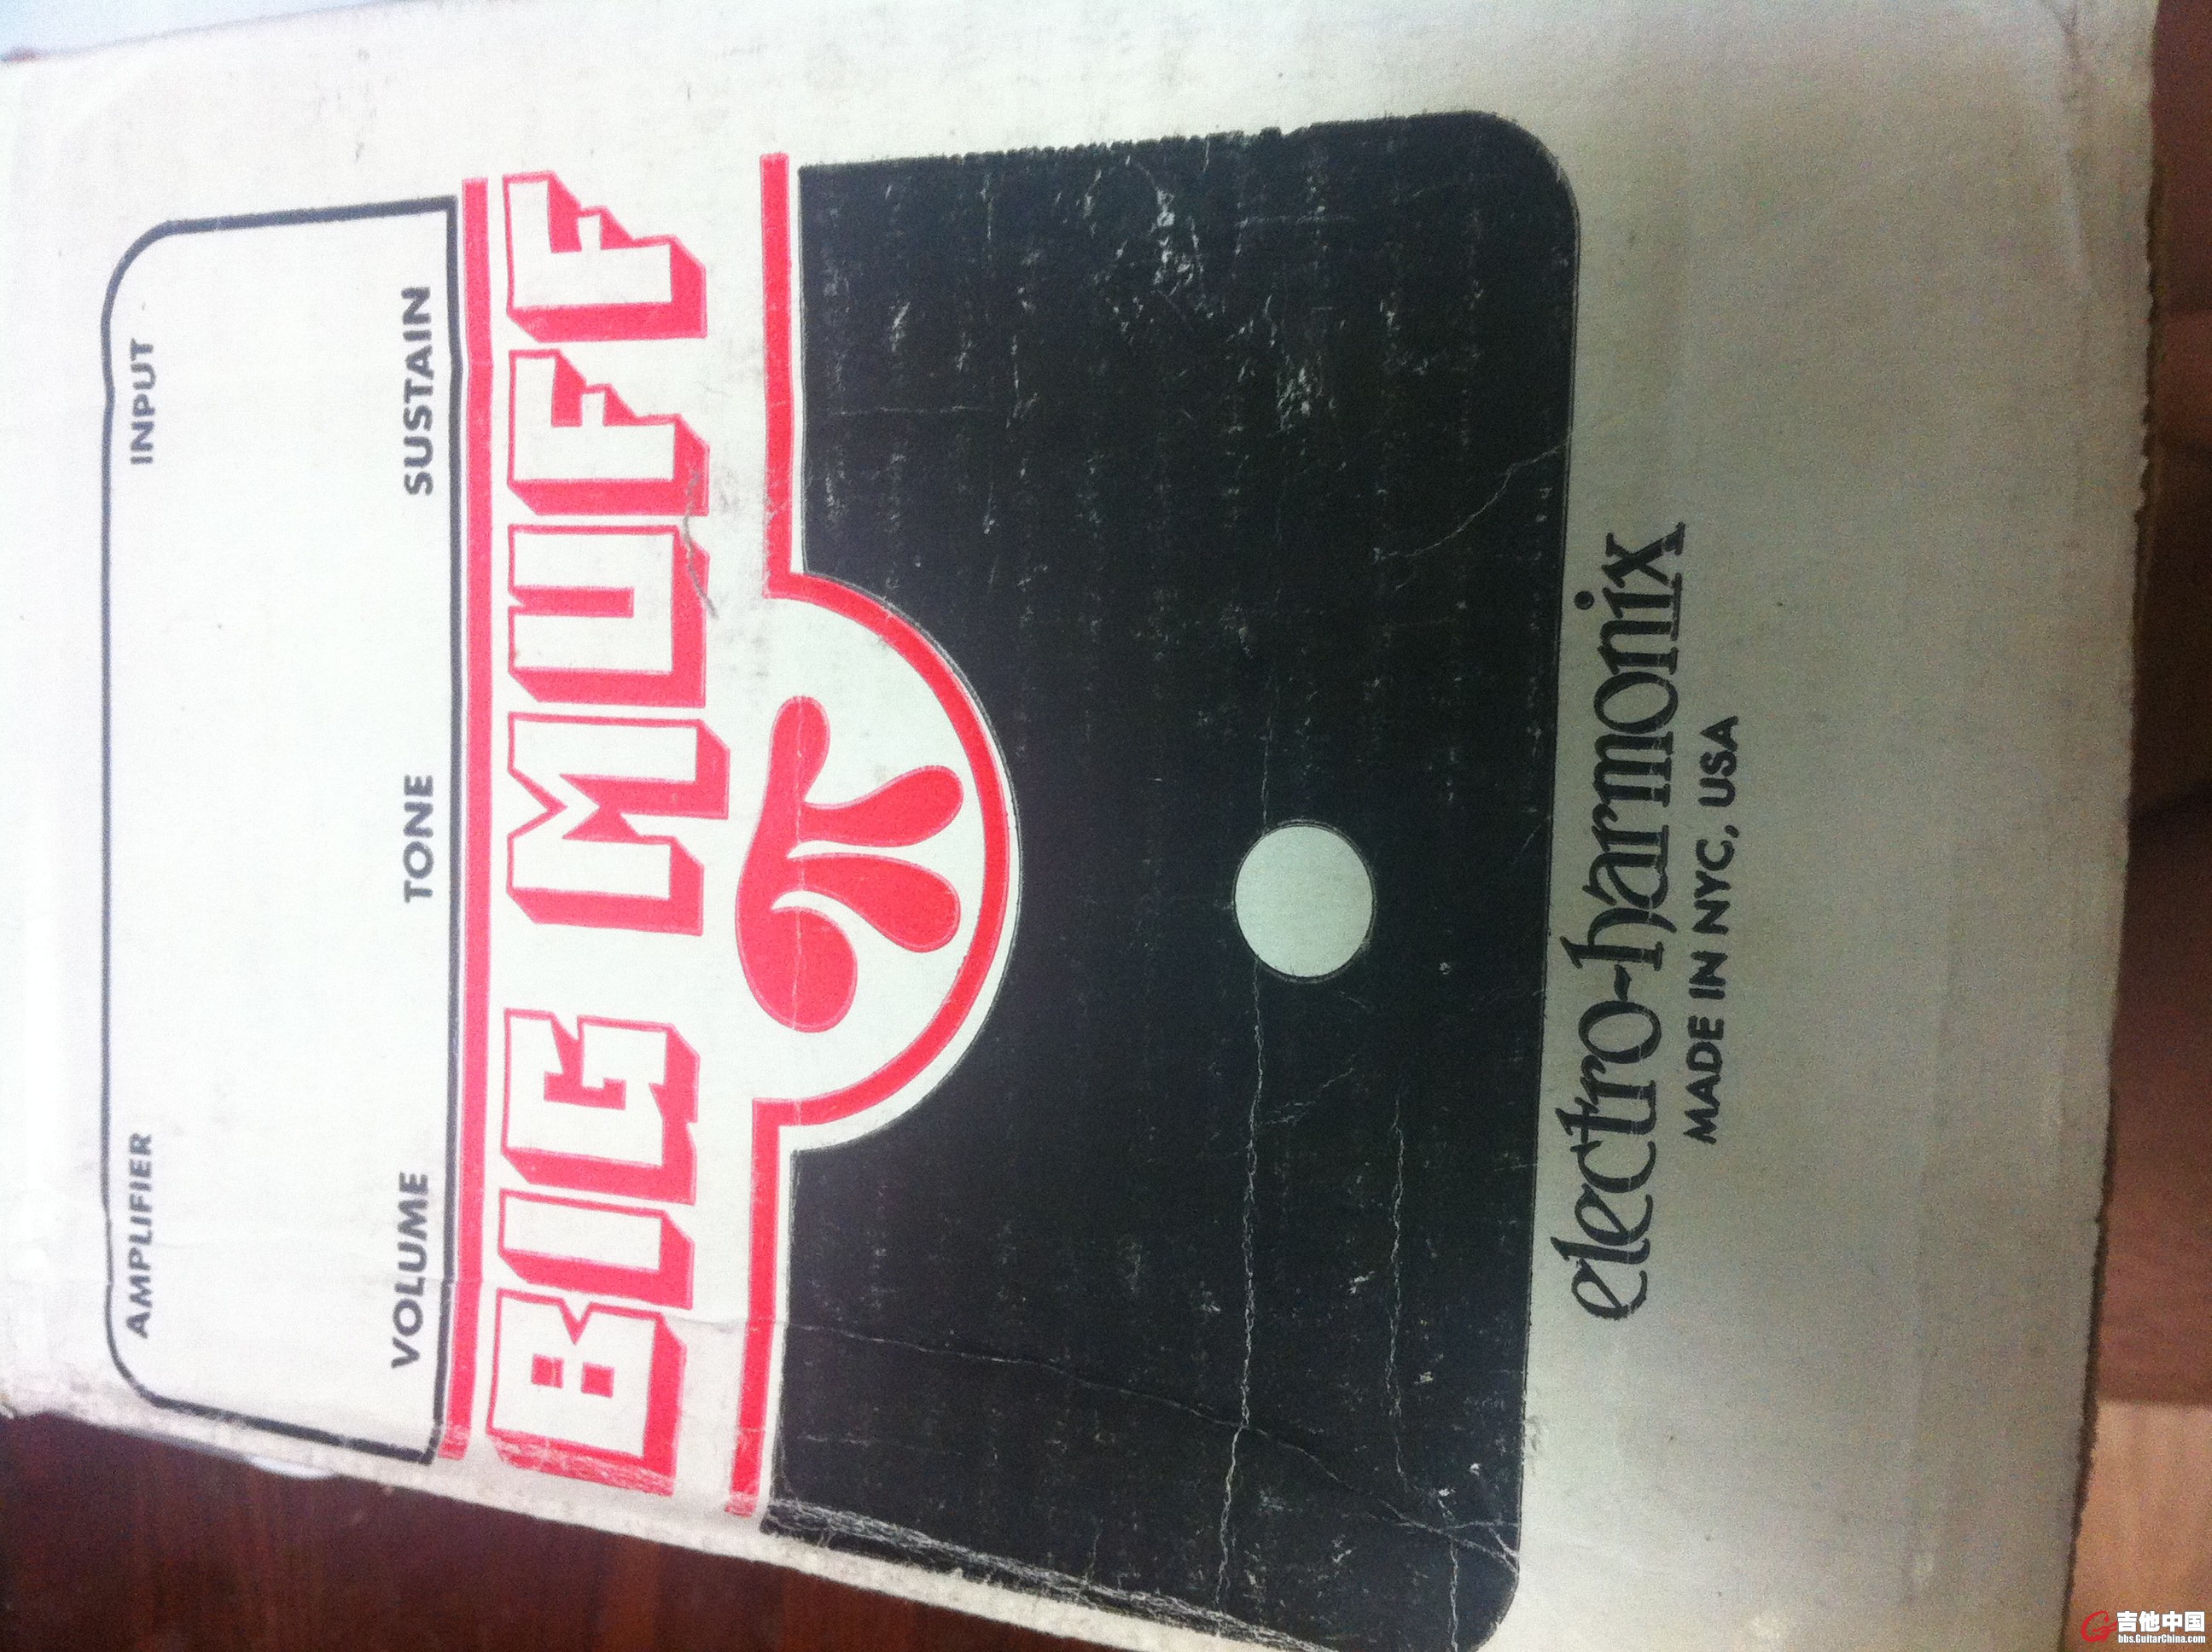 AMPLIFIER INPUT
VOLUME TONE SUSTAIN
BIG MUFF
π
electro-harmonix
MADE IN NYC, USA
吉他中国
bbs.GuitarChina.com